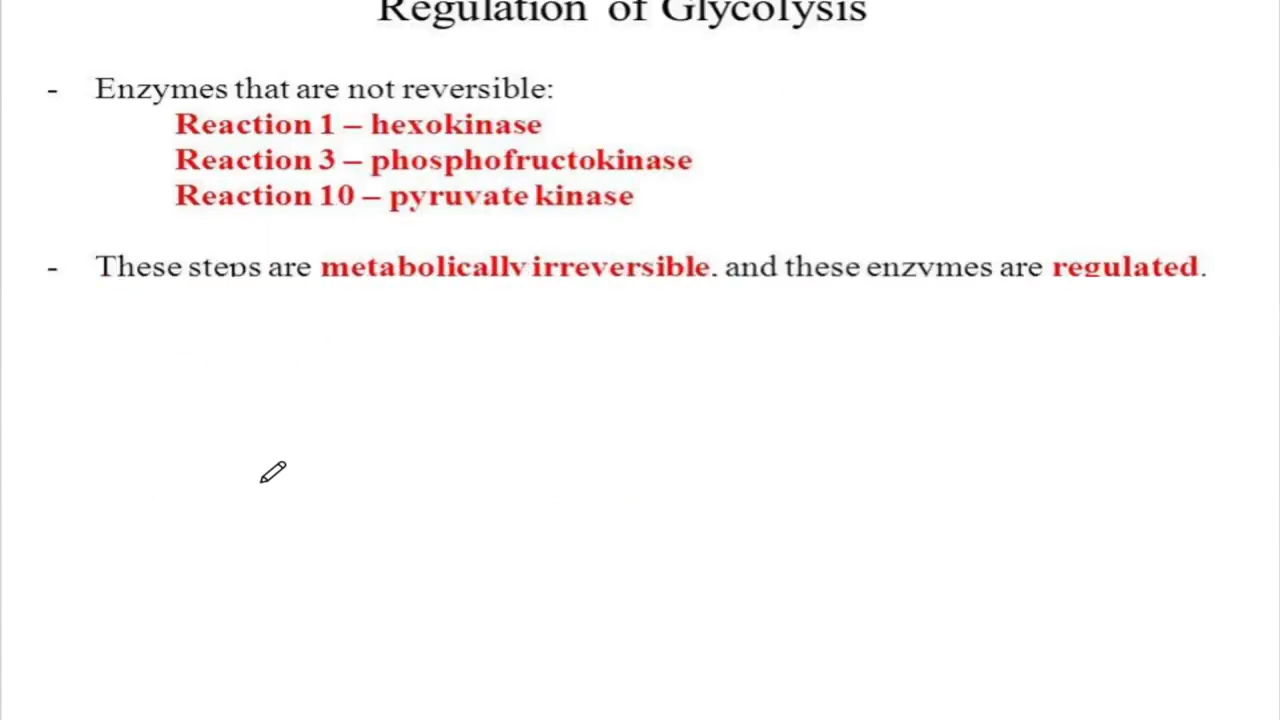 Regulation of Glycolysis
- Enzymes that are not reversible:
Reaction 1 – hexokinase
Reaction 3 – phosphofructokinase
Reaction 10 – pyruvate kinase
- These steps are metabolically irreversible, and these enzymes are regulated.